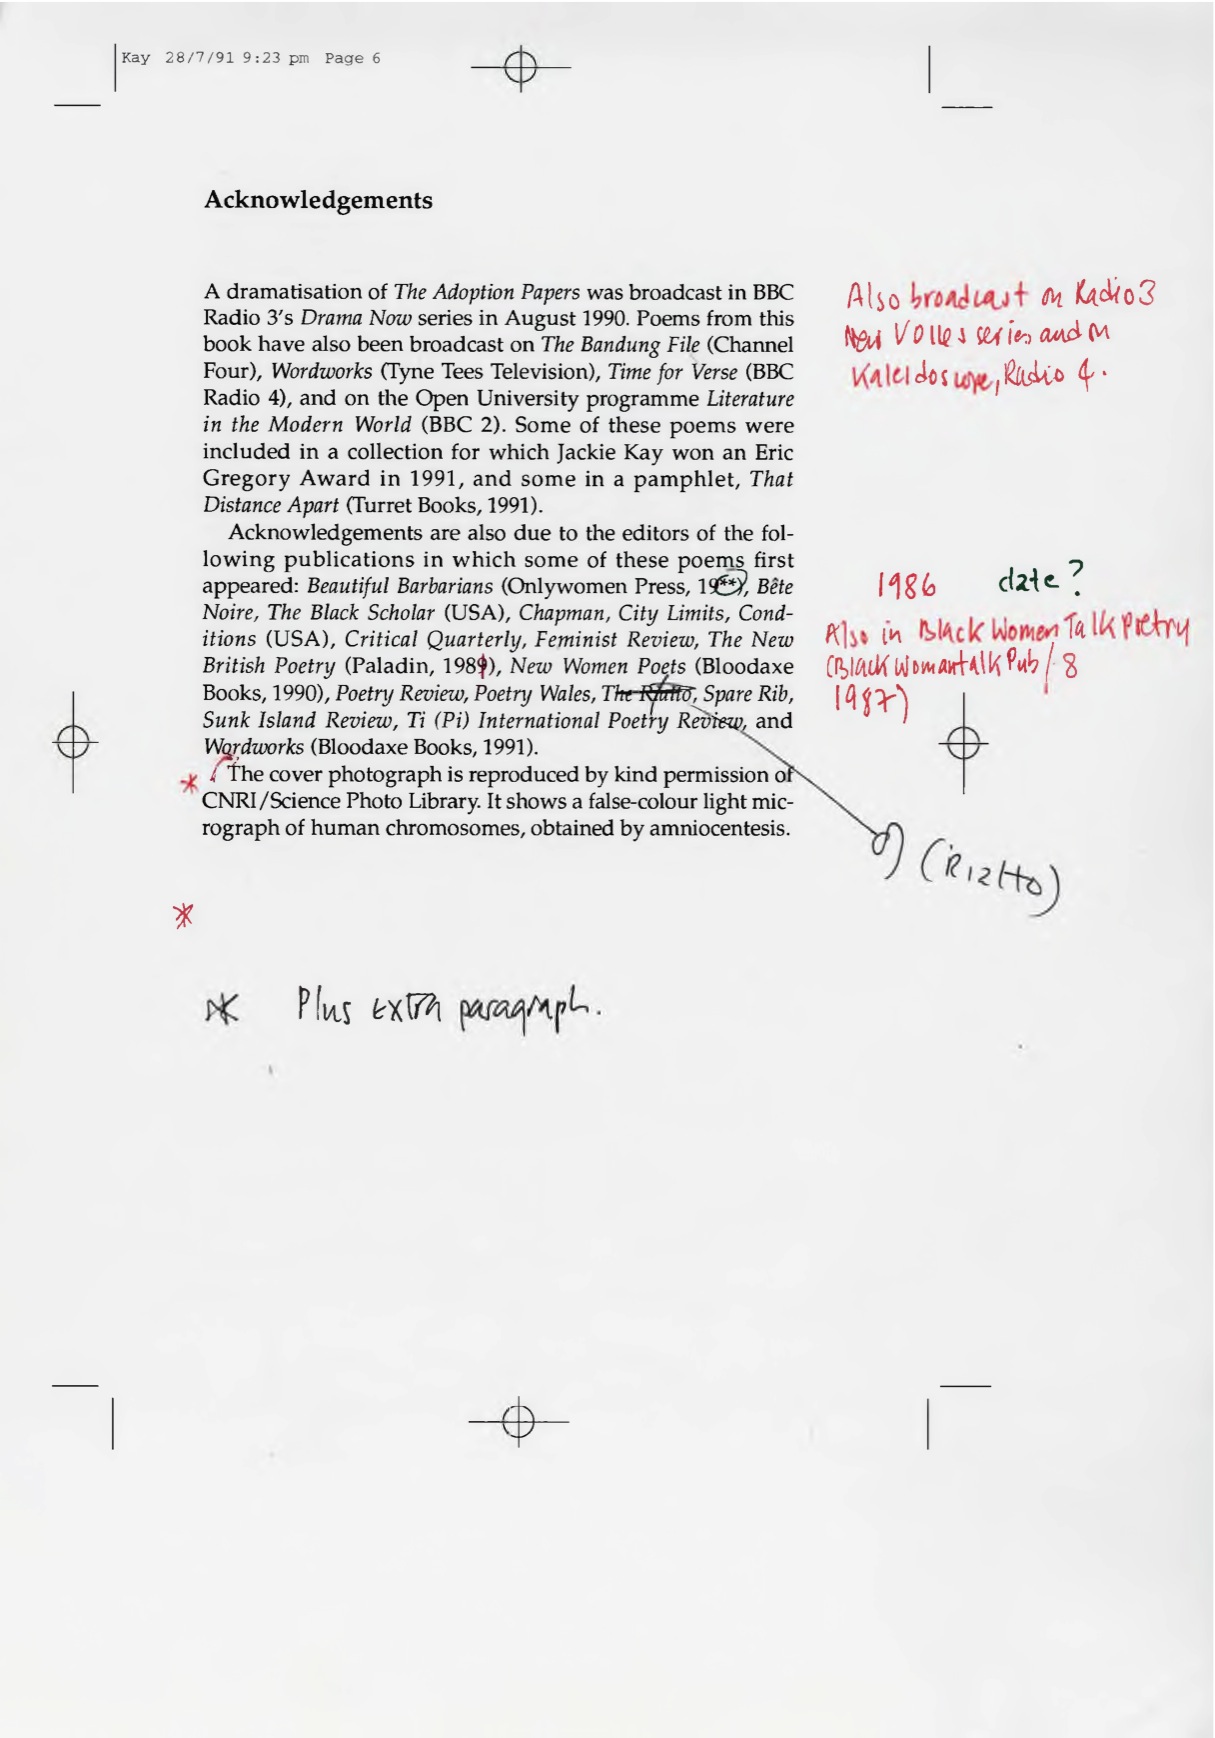 Kay 28/7/91 9:23 pm Page 6
Acknowledgements
A dramatisation of The Adoption Papers was broadcast in BBC
Radio 3's Drama Now series in August 1990. Poems from this
book have also been broadcast on The Bandung File (Channel
Four), Wordworks (Tyne Tees Television), Time for Verse (BBC
Radio 4), and on the Open University programme Literature
in the Modern World (BBC 2). Some of these poems were
included in a collection for which Jackie Kay won an Eric
Gregory Award in 1991, and some in a pamphlet, That
Distance Apart (Turret Books, 1991).
Also broadcast on Radio 3
New Voices series and on
Kaleidoscope, Radio 4.
Acknowledgements are also due to the editors of the fol-
lowing publications in which some of these poems first
appeared: Beautiful Barbarians (Onlywomen Press, 19**), Bête
Noire, The Black Scholar (USA), Chapman, City Limits, Cond-
itions (USA), Critical Quarterly, Feminist Review, The New
British Poetry (Paladin, 1989), New Women Poets (Bloodaxe
Books, 1990), Poetry Review, Poetry Wales, The Rialto, Spare Rib,
Sunk Island Review, Ti (Pi) International Poetry Review, and
Wordworks (Bloodaxe Books, 1991).
1986 date?
Also in Black Women Talk Poetry
(Black Womantalk Pub / 8
1987)
* The cover photograph is reproduced by kind permission of
CNRI/Science Photo Library. It shows a false-colour light mic-
rograph of human chromosomes, obtained by amniocentesis.
(Rialto)
*
* Plus extra paragraph.